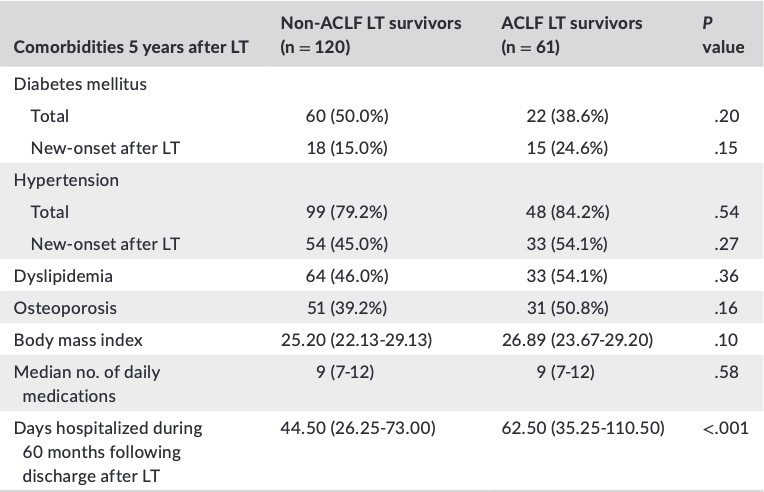 Comorbidities 5 years after LT Non-ACLF LT survivors (n = 120) ACLF LT survivors (n = 61) P value
Diabetes mellitus
Total 60 (50.0%) 22 (38.6%) .20
New-onset after LT 18 (15.0%) 15 (24.6%) .15
Hypertension
Total 99 (79.2%) 48 (84.2%) .54
New-onset after LT 54 (45.0%) 33 (54.1%) .27
Dyslipidemia 64 (46.0%) 33 (54.1%) .36
Osteoporosis 51 (39.2%) 31 (50.8%) .16
Body mass index 25.20 (22.13-29.13) 26.89 (23.67-29.20) .10
Median no. of daily 9 (7-12) 9 (7-12) .58
medications
Days hospitalized during 44.50 (26.25-73.00) 62.50 (35.25-110.50) <.001
60 months following
discharge after LT